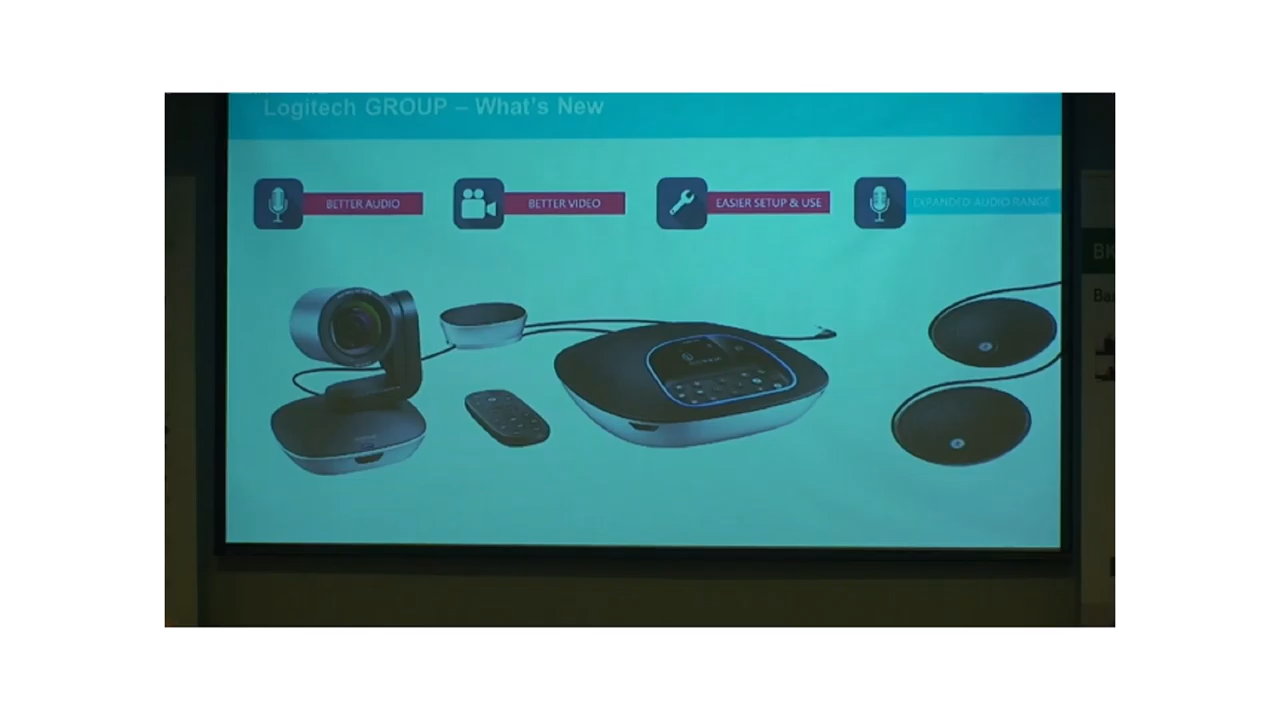 Logitech GROUP – What's New
BETTER AUDIO
BETTER VIDEO
EASIER SETUP & USE
EXPANDED AUDIO RANGE